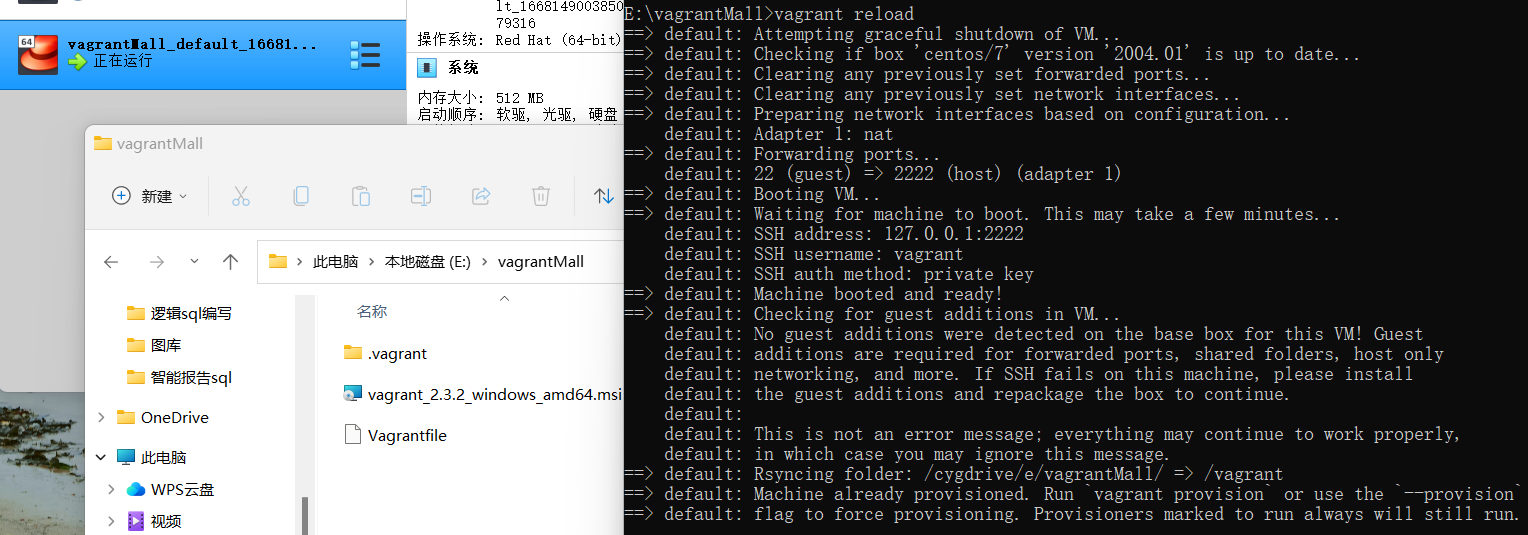 64
vagrantMall_default_16681...
正在运行
lt_1668149003850
79316
操作系统: Red Hat (64-bit)
系统
内存大小: 512 MB
启动顺序: 软驱, 光驱, 硬盘
vagrantMall
新建
此电脑 > 本地磁盘 (E:) > vagrantMall
名称
逻辑sql编写
图库
智能报告sql
OneDrive
此电脑
WPS云盘
视频
.vagrant
vagrant_2.3.2_windows_amd64.msi
Vagrantfile
E:\vagrantMall>vagrant reload
==> default: Attempting graceful shutdown of VM...
==> default: Checking if box 'centos/7' version '2004.01' is up to date...
==> default: Clearing any previously set forwarded ports...
==> default: Clearing any previously set network interfaces...
==> default: Preparing network interfaces based on configuration...
default: Adapter 1: nat
==> default: Forwarding ports...
default: 22 (guest) => 2222 (host) (adapter 1)
==> default: Booting VM...
==> default: Waiting for machine to boot. This may take a few minutes...
default: SSH address: 127.0.0.1:2222
default: SSH username: vagrant
default: SSH auth method: private key
==> default: Machine booted and ready!
==> default: Checking for guest additions in VM...
default: No guest additions were detected on the base box for this VM! Guest
default: additions are required for forwarded ports, shared folders, host only
default: networking, and more. If SSH fails on this machine, please install
default: the guest additions and repackage the box to continue.
default:
default: This is not an error message; everything may continue to work properly,
default: in which case you may ignore this message.
==> default: Rsyncing folder: /cygdrive/e/vagrantMall/ => /vagrant
==> default: Machine already provisioned. Run `vagrant provision` or use the `--provision`
==> default: flag to force provisioning. Provisioners marked to run always will still run.